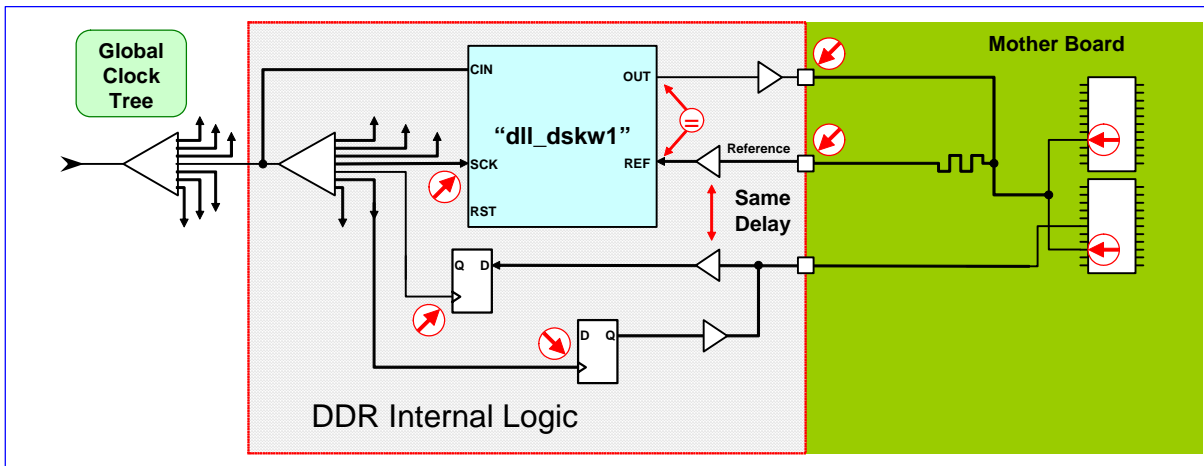 Global
Clock
Tree
Mother Board
CIN
OUT
“dll_dskw1”
=
REF
Reference
SCK
RST
Same
Delay
Q D
D Q
DDR Internal Logic